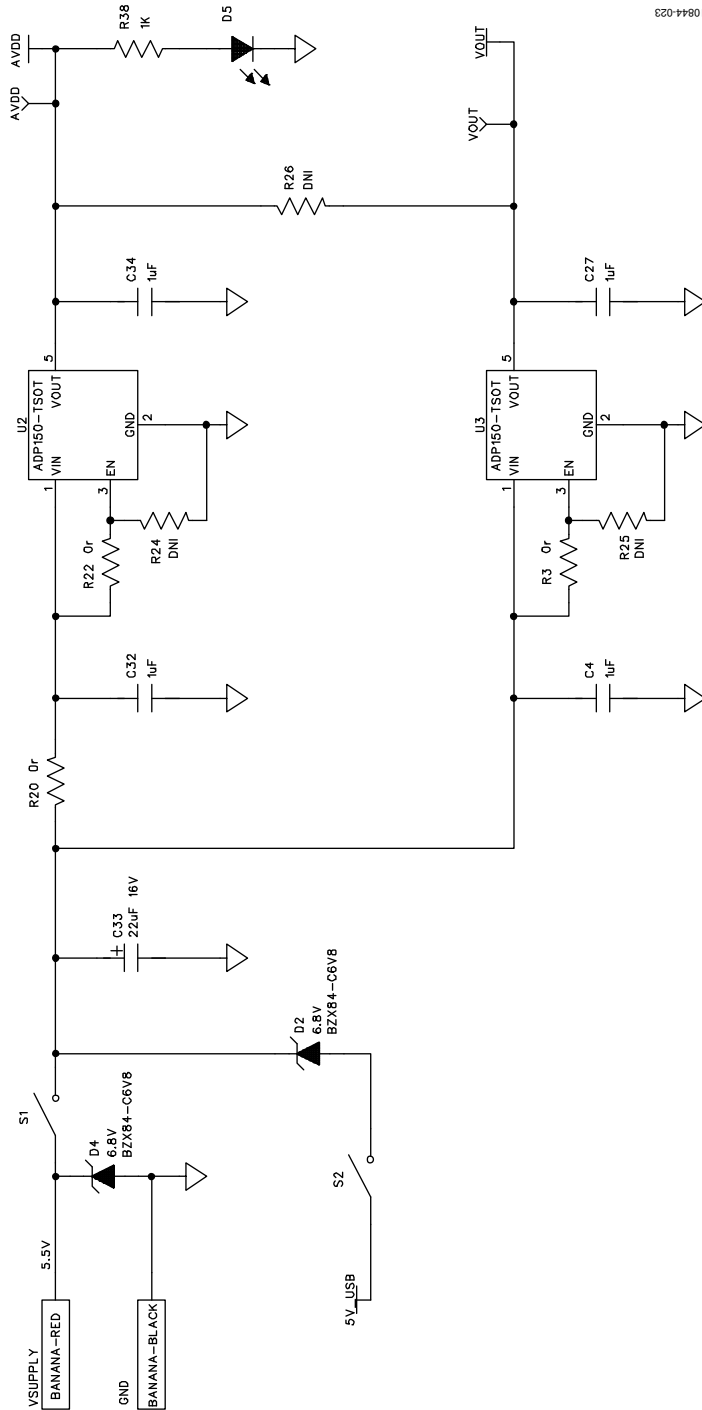 VSUPPLY
BANANA-RED
5.5V
GND
BANANA-BLACK
D4
6.8V
BZX84-C6V8
S1
5V_USB
S2
D2
6.8V
BZX84-C6V8
+
C33
22uF 16V
R20 0r
C32
1uF
R22 0r
R24
DNI
U2
ADP150-TSOT
1
VIN
VOUT
5
3
EN
GND
2
C34
1uF
R26
DNI
AVDD
AVDD
R38
1K
D5
C4
1uF
R3 0r
R25
DNI
U3
ADP150-TSOT
1
VIN
VOUT
5
3
EN
GND
2
C27
1uF
VOUT
VOUT
0844-023